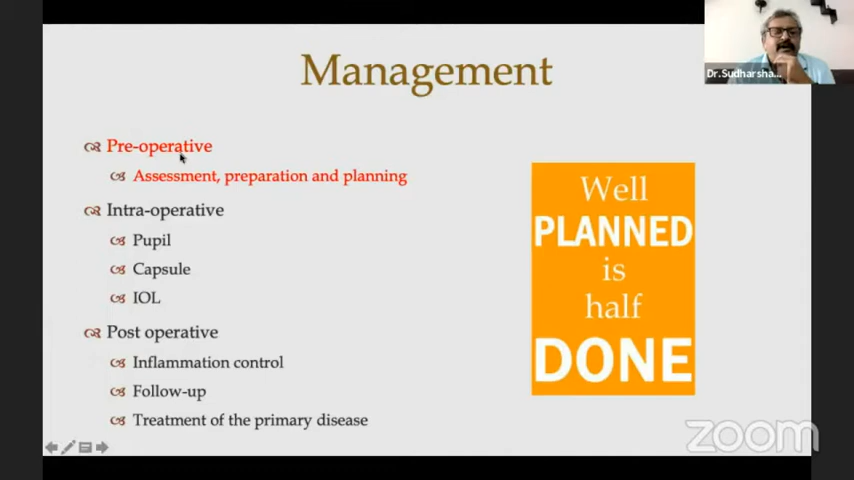 Management
Dr.Sudharsha...
Pre-operative
Assessment, preparation and planning
Intra-operative
Pupil
Capsule
IOL
Post operative
Inflammation control
Follow-up
Treatment of the primary disease
Well
PLANNED
is
half
DONE
zoom